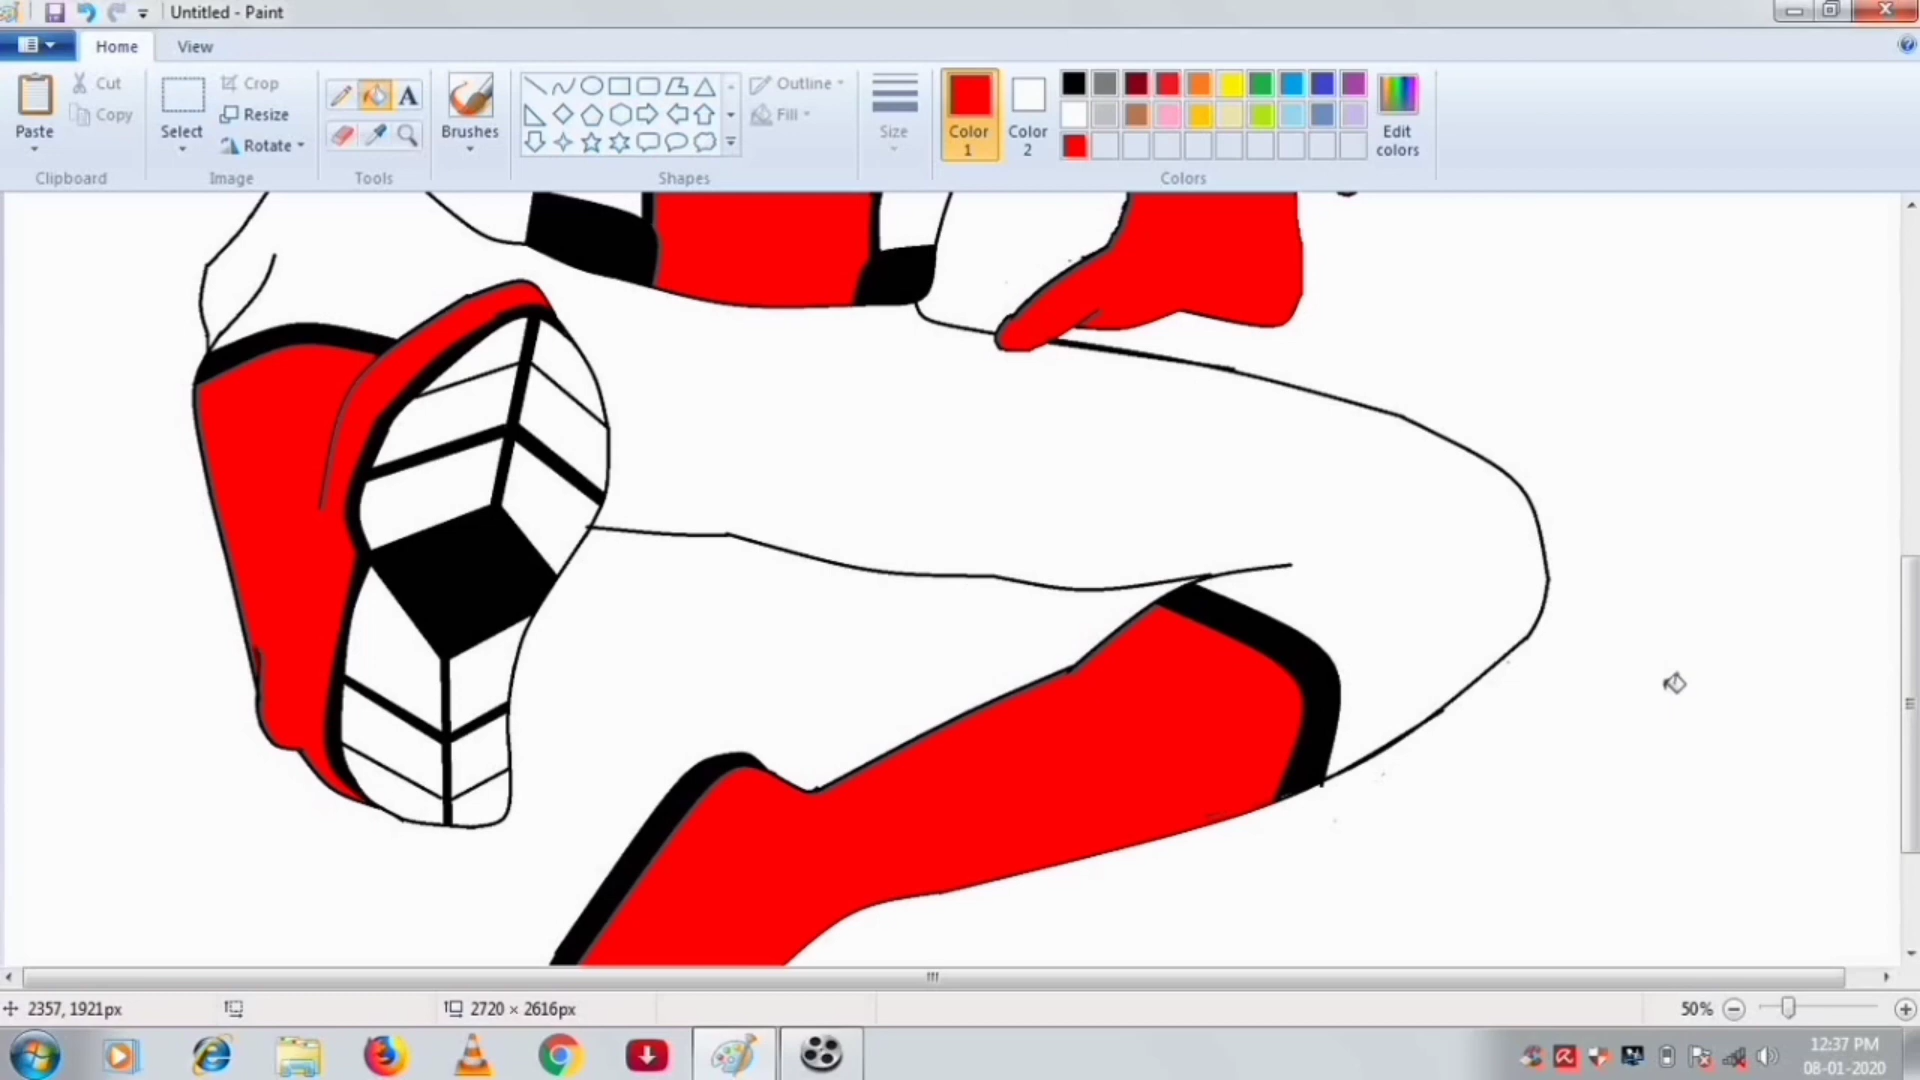 Untitled - Paint
Home View
Paste
Cut
Copy
Clipboard
Select
Crop
Resize
Rotate
Image
A
Tools
Brushes
Shapes
Outline
Fill
Size
Color 1
Color 2
Edit colors
Colors
2357, 1921px
2720 × 2616px
50%
12:37 PM
08-01-2020